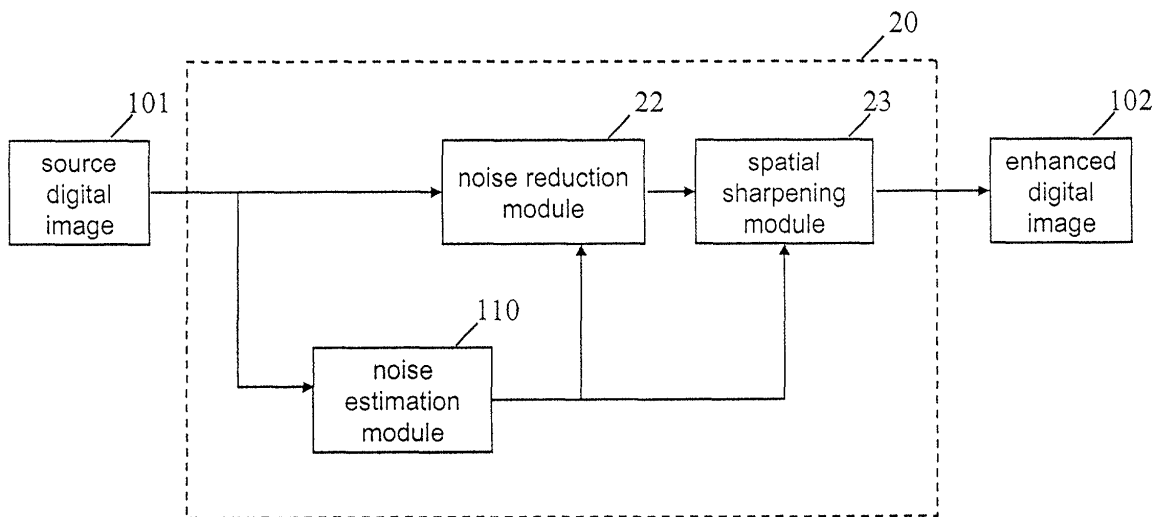 20
101
source
digital
image
22
noise reduction
module
23
spatial
sharpening
module
102
enhanced
digital
image
110
noise
estimation
module